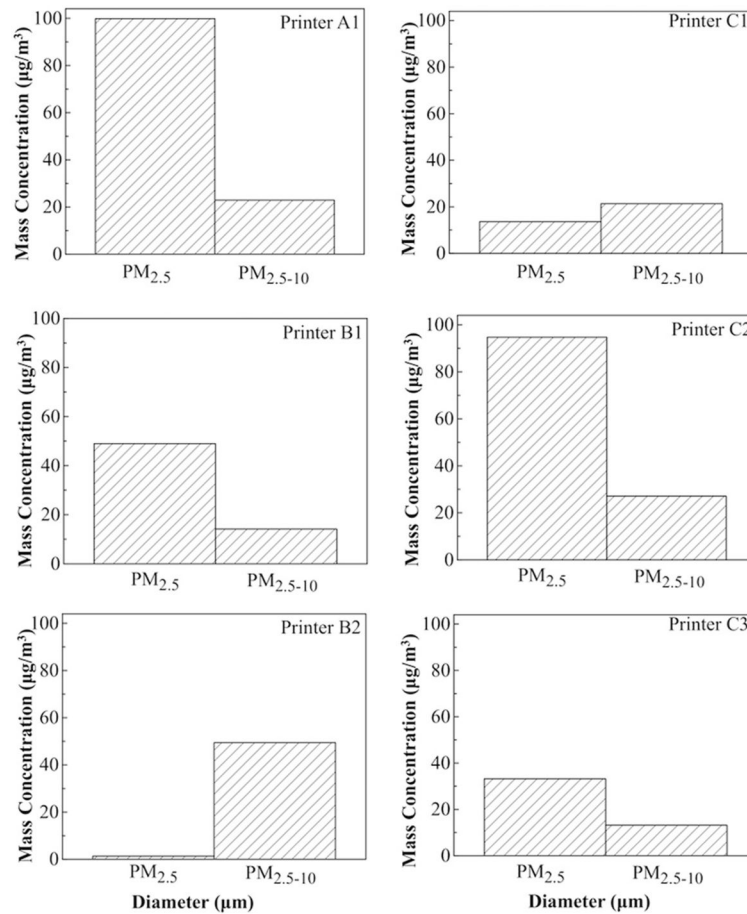 Printer A1
Mass Concentration (µg/m³)
100
80
60
40
20
0
PM2.5
PM2.5-10
Printer C1
Mass Concentration (µg/m³)
100
80
60
40
20
0
PM2.5
PM2.5-10
Printer B1
Mass Concentration (µg/m³)
100
80
60
40
20
0
PM2.5
PM2.5-10
Printer C2
Mass Concentration (µg/m³)
100
80
60
40
20
0
PM2.5
PM2.5-10
Printer B2
Mass Concentration (µg/m³)
100
80
60
40
20
0
PM2.5
PM2.5-10
Diameter (µm)
Printer C3
Mass Concentration (µg/m³)
100
80
60
40
20
0
PM2.5
PM2.5-10
Diameter (µm)